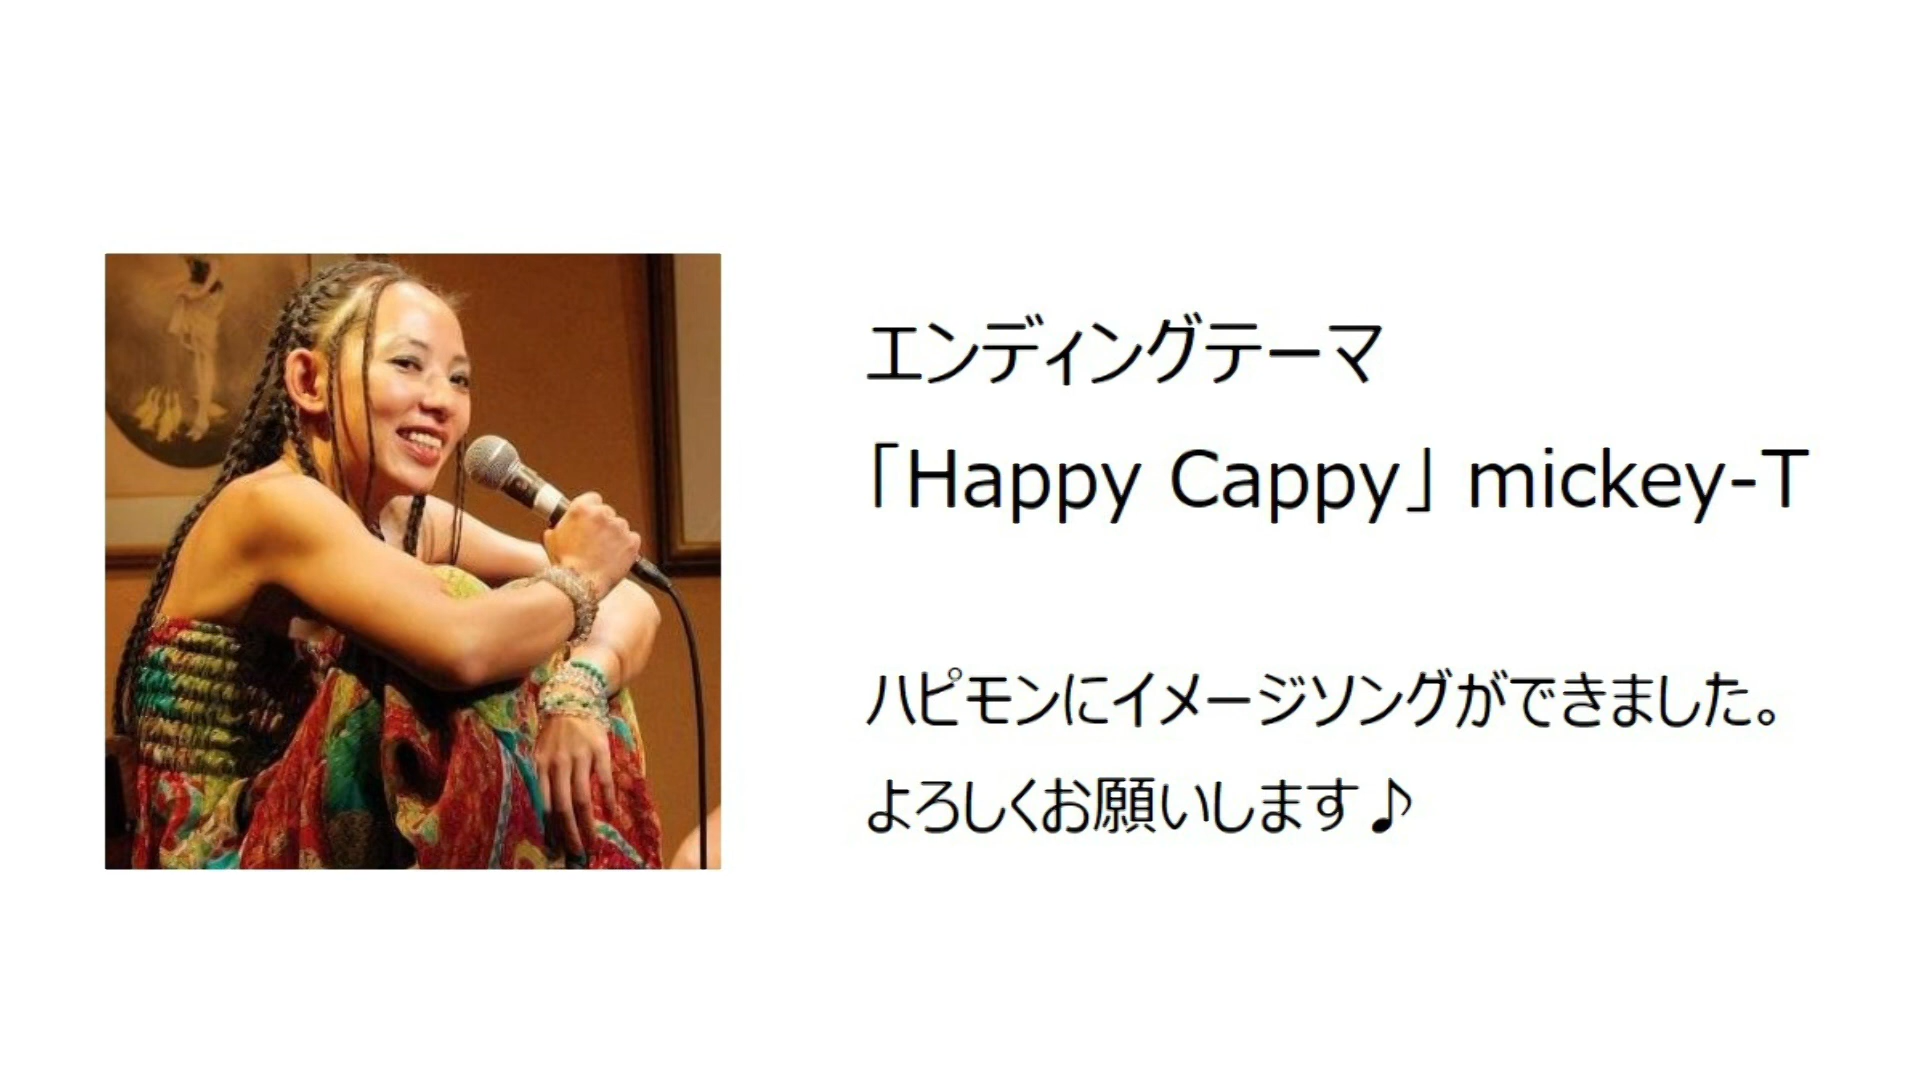 エンディングテーマ
「Happy Cappy」 mickey-T
ハピモンにイメージソングができました。
よろしくお願いします♪